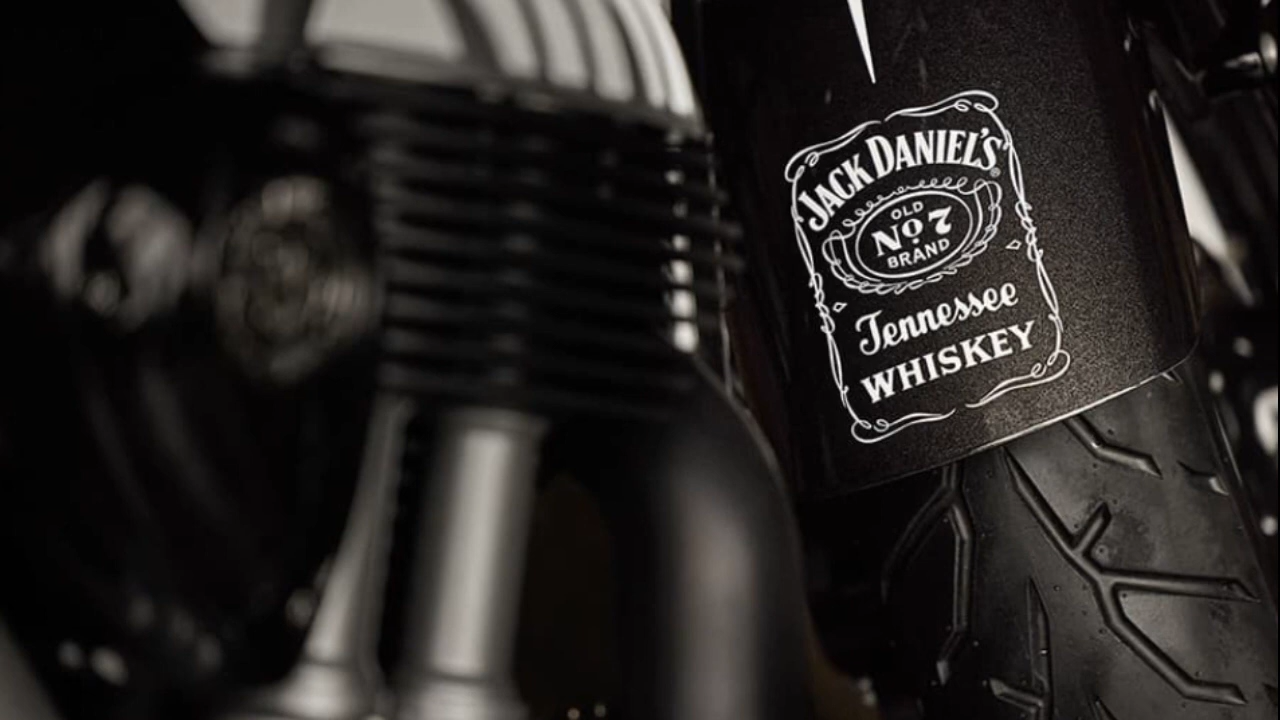 JACK DANIEL'S
OLD
No. 7
BRAND
Tennessee
WHISKEY